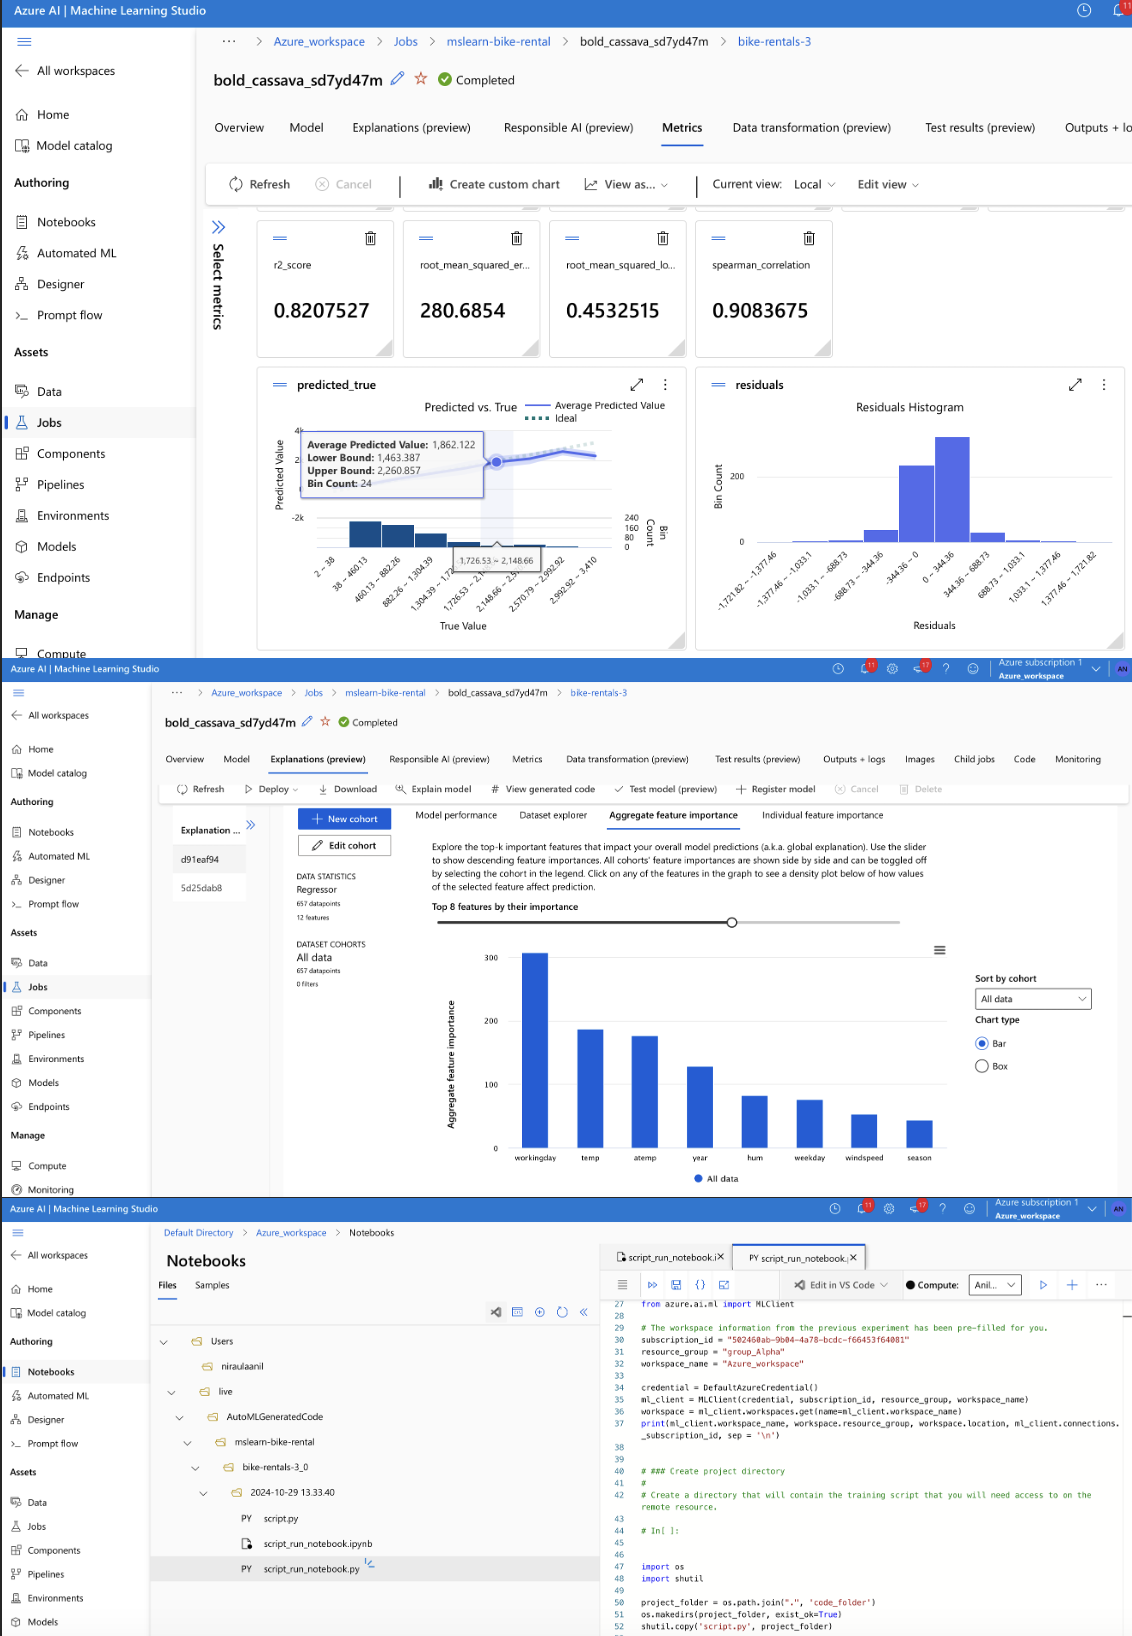 Azure AI | Machine Learning Studio
11
Azure_workspace > Jobs > mslearn-bike-rental > bold_cassava_sd7yd47m > bike-rentals-3
All workspaces
bold_cassava_sd7yd47m Completed
Home
Model catalog
Overview Model Explanations (preview) Responsible AI (preview) Metrics Data transformation (preview) Test results (preview) Outputs + lo
Authoring
Refresh Cancel Create custom chart View as... Current view: Local Edit view
Notebooks
Automated ML
Designer
Prompt flow
Assets
Data
Jobs
Components
Pipelines
Environments
Models
Endpoints
Manage
Compute
Select metrics
r2_score
0.8207527
root_mean_squared_er...
280.6854
root_mean_squared_lo...
0.4532515
spearman_correlation
0.9083675
predicted_true
Predicted vs. True
Average Predicted Value
Ideal
Predicted Value
4k
2
-2k
Average Predicted Value: 1,862.122
Lower Bound: 1,463.387
Upper Bound: 2,260.857
Bin Count: 24
240
160
80
0
Bin Count
1,726.53 ~ 2,148.66
2 ~ 38
38 ~ 460.13
460.13 ~ 882.26
882.26 ~ 1,304.39
1,304.39 ~ 1,72
1,726.53 ~ 2,1
2,148.66 ~ 2,5
2,570.79 ~ 2,992.92
2,992.92 ~ 3,410
True Value
residuals
Residuals Histogram
Bin Count
200
0
-1,721.82 ~ -1,377.46
-1,377.46 ~ -1,033.1
-1,033.1 ~ -688.73
-688.73 ~ -344.36
-344.36 ~ 0
0 ~ 344.36
344.36 ~ 688.73
688.73 ~ 1,033.1
1,033.1 ~ 1,377.46
1,377.46 ~ 1,721.82
Residuals
Azure AI | Machine Learning Studio
11
17
Azure subscription 1
Azure_workspace
AN
Azure_workspace > Jobs > mslearn-bike-rental > bold_cassava_sd7yd47m > bike-rentals-3
All workspaces
bold_cassava_sd7yd47m Completed
Home
Model catalog
Overview Model Explanations (preview) Responsible AI (preview) Metrics Data transformation (preview) Test results (preview) Outputs + logs Images Child jobs Code Monitoring
Refresh Deploy Download Explain model View generated code Test model (preview) Register model Cancel Delete
Authoring
Notebooks
Automated ML
Designer
Prompt flow
Assets
Data
Jobs
Components
Pipelines
Environments
Models
Endpoints
Manage
Compute
Monitoring
Explanation ...
d91eaf94
5d25dab8
New cohort
Edit cohort
DATA STATISTICS
Regressor
657 datapoints
12 features
DATASET COHORTS
All data
657 datapoints
0 filters
Model performance Dataset explorer Aggregate feature importance Individual feature importance
Explore the top-k important features that impact your overall model predictions (a.k.a. global explanation). Use the slider
to show descending feature importances. All cohorts' feature importances are shown side by side and can be toggled off
by selecting the cohort in the legend. Click on any of the features in the graph to see a density plot below of how values
of the selected feature affect prediction.
Top 8 features by their importance
Aggregate feature importance
300
200
100
0
workingday temp atemp year hum weekday windspeed season
All data
Sort by cohort
All data
Chart type
Bar
Box
Azure AI | Machine Learning Studio
11
17
Azure subscription 1
Azure_workspace
AN
Default Directory > Azure_workspace > Notebooks
All workspaces
Home
Model catalog
Authoring
Notebooks
Automated ML
Designer
Prompt flow
Assets
Data
Jobs
Components
Pipelines
Environments
Models
Notebooks
Files Samples
Users
niraulaanil
live
AutoMLGeneratedCode
mslearn-bike-rental
bike-rentals-3_0
2024-10-29 13.33.40
PY script.py
script_run_notebook.ipynb
PY script_run_notebook.py
script_run_notebook.i
PY script_run_notebook.
Edit in VS Code Compute: Anil...
27 from azure.ai.ml import MLClient
28
29 # The workspace information from the previous experiment has been pre-filled for you.
30 subscription_id = "502460ab-9b04-4a78-bcdc-f66453f64081"
31 resource_group = "group_Alpha"
32 workspace_name = "Azure_workspace"
33
34 credential = DefaultAzureCredential()
35 ml_client = MLClient(credential, subscription_id, resource_group, workspace_name)
36 workspace = ml_client.workspaces.get(name=ml_client.workspace_name)
37 print(ml_client.workspace_name, workspace.resource_group, workspace.location, ml_client.connections.
_subscription_id, sep = '\n')
38
39
40 # ### Create project directory
41 #
42 # Create a directory that will contain the training script that you will need access to on the
remote resource.
43
44 # In[ ]:
45
46
47 import os
48 import shutil
49
50 project_folder = os.path.join(".", 'code_folder')
51 os.makedirs(project_folder, exist_ok=True)
52 shutil.copy('script.py', project_folder)